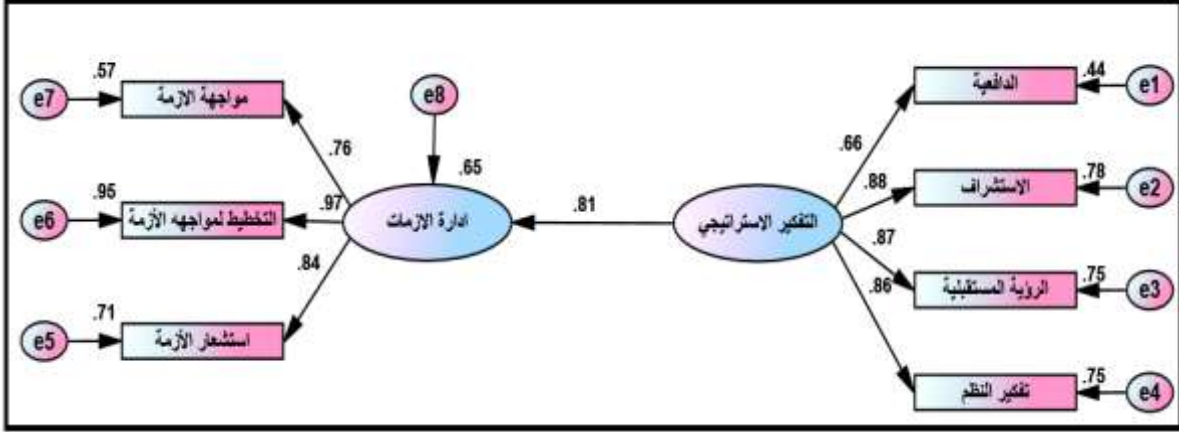 .57
e7
مواجهة الازمة
.76
e8
.65
.95
e6
التخطيط لمواجهه الأزمة
.97
ادارة الازمات
.84
.71
e5
استشعار الأزمة
.81
التفكير الاستراتيجي
.66
الدافعية
.44
e1
.88
الاستشراف
.78
e2
.87
الرؤية المستقبلية
.75
e3
.86
تفكير النظم
.75
e4